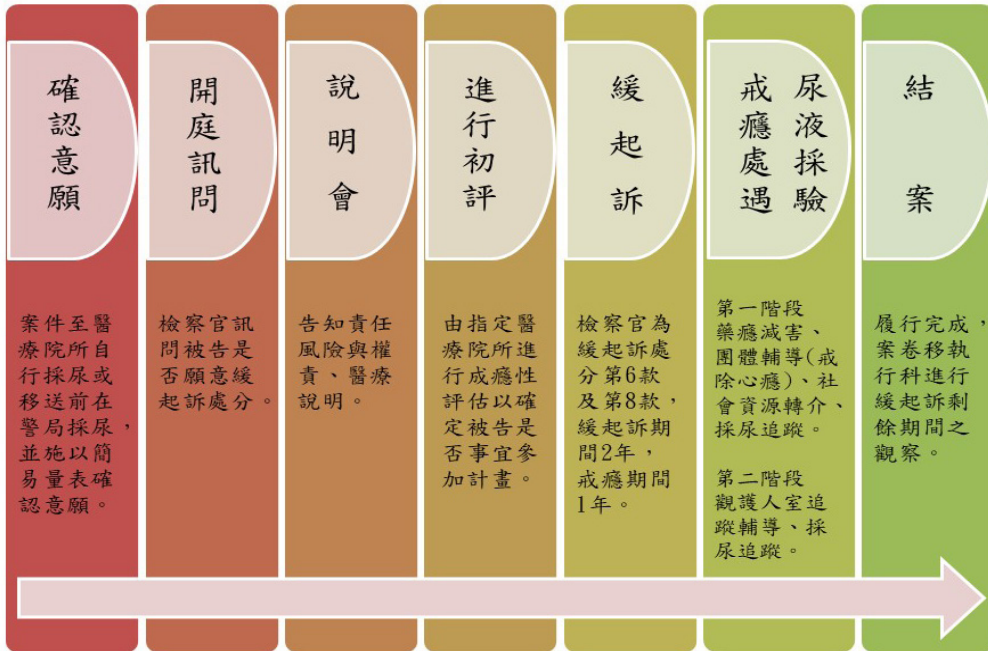 確認意願
案件至醫
療院所自
行採尿或
移送前在
警局採尿，
並施以簡
易量表確
認意願。
開庭訊問
檢察官訊
問被告是
否願意緩
起訴處分。
說明會
告知責任
風險與權
責、醫療
說明。
進行初評
由指定醫
療院所進
行成癮性
評估以確
定被告是
否事宜參
加計畫。
緩起訴
檢察官為
緩起訴處
分第6款
及第8款，
緩起訴期
間2年，
戒癮期間
1年。
尿液採驗
戒癮處遇
第一階段
藥癮減害、
團體輔導(戒
除心癮)、社
會資源轉介、
採尿追蹤。
第二階段
觀護人室追
蹤輔導、採
尿追蹤。
結案
履行完成，
案卷移執
行科進行
緩起訴剩
餘期間之
觀察。